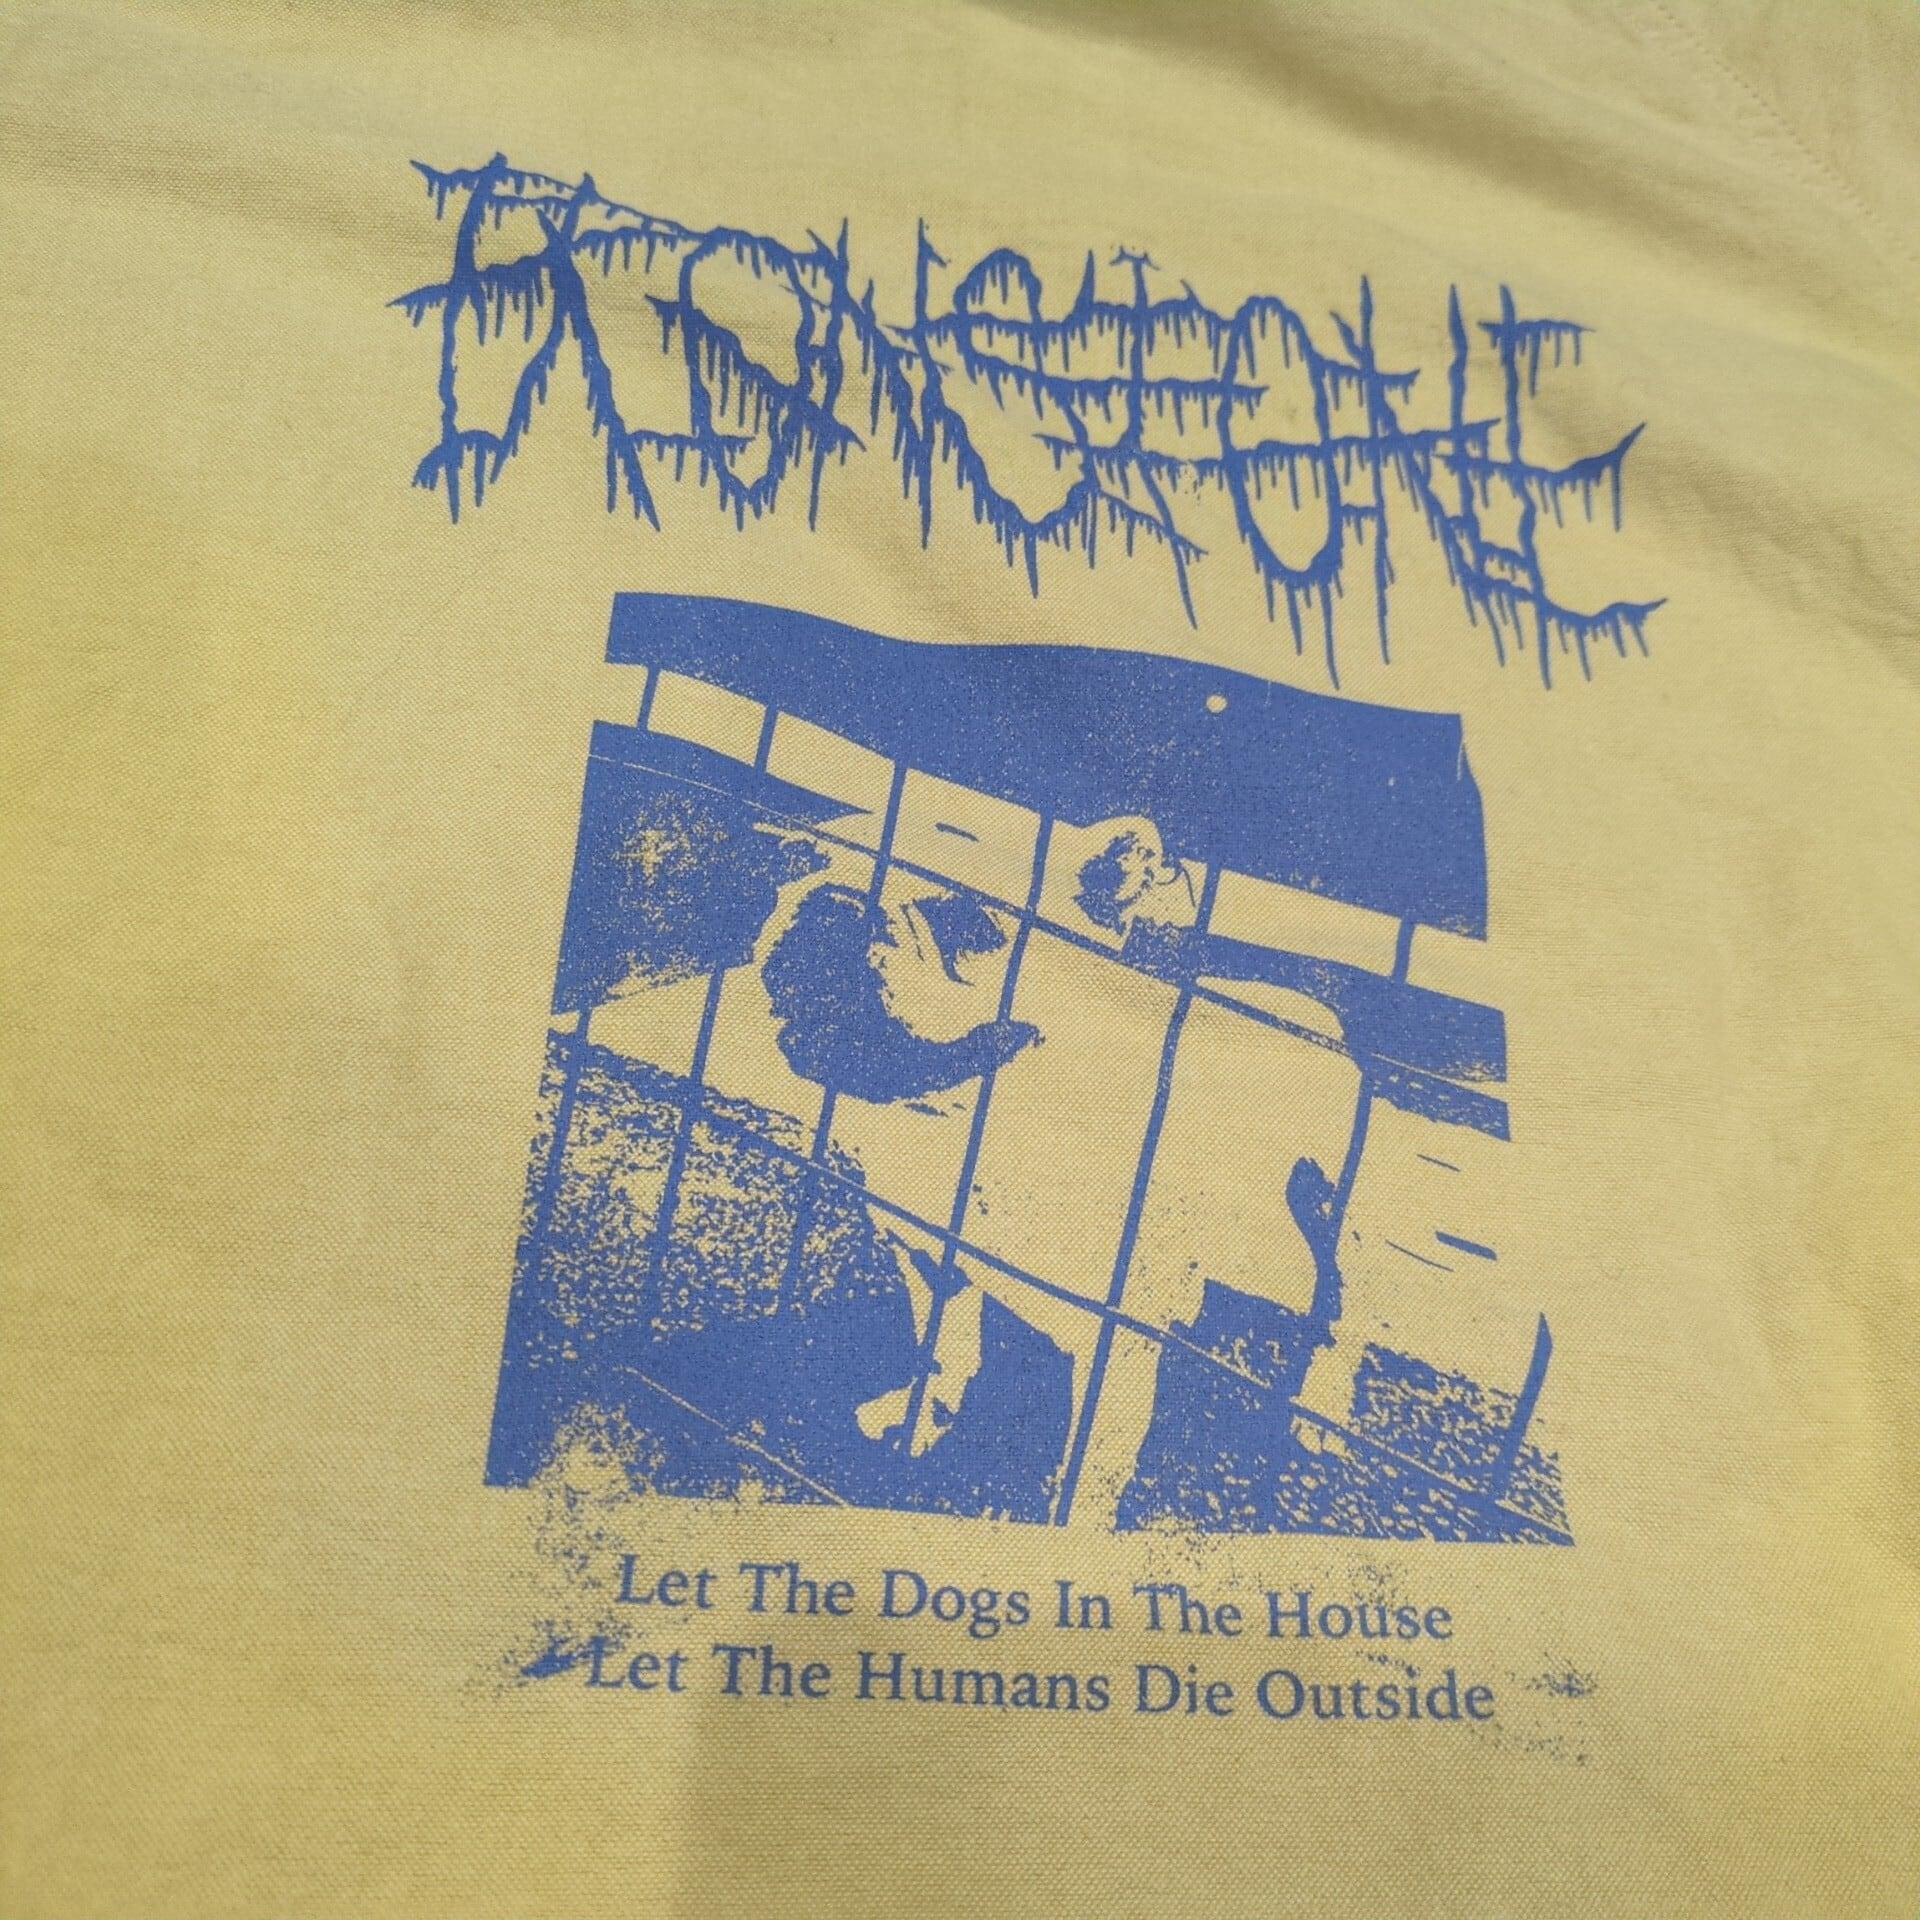 Let The Dogs In The House
Let The Humans Die Outside